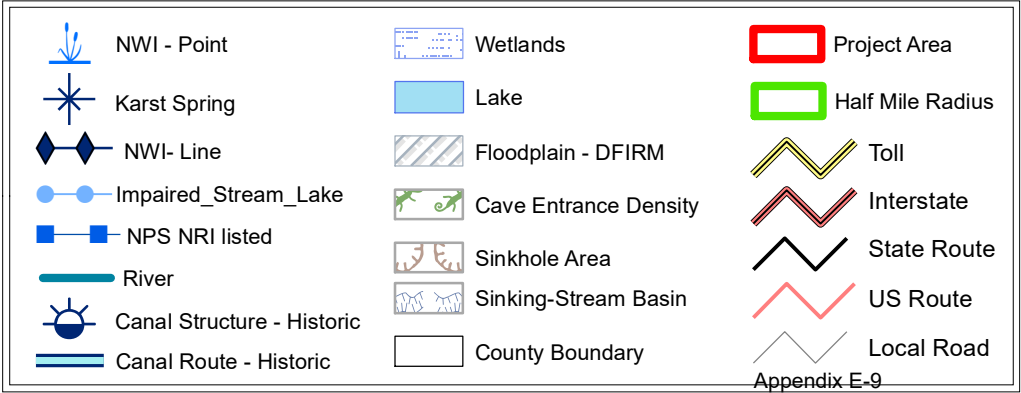 NWI - Point
Karst Spring
NWI- Line
Impaired_Stream_Lake
NPS NRI listed
River
Canal Structure - Historic
Canal Route - Historic
Wetlands
Lake
Floodplain - DFIRM
Cave Entrance Density
Sinkhole Area
Sinking-Stream Basin
County Boundary
Project Area
Half Mile Radius
Toll
Interstate
State Route
US Route
Local Road
Appendix E-9